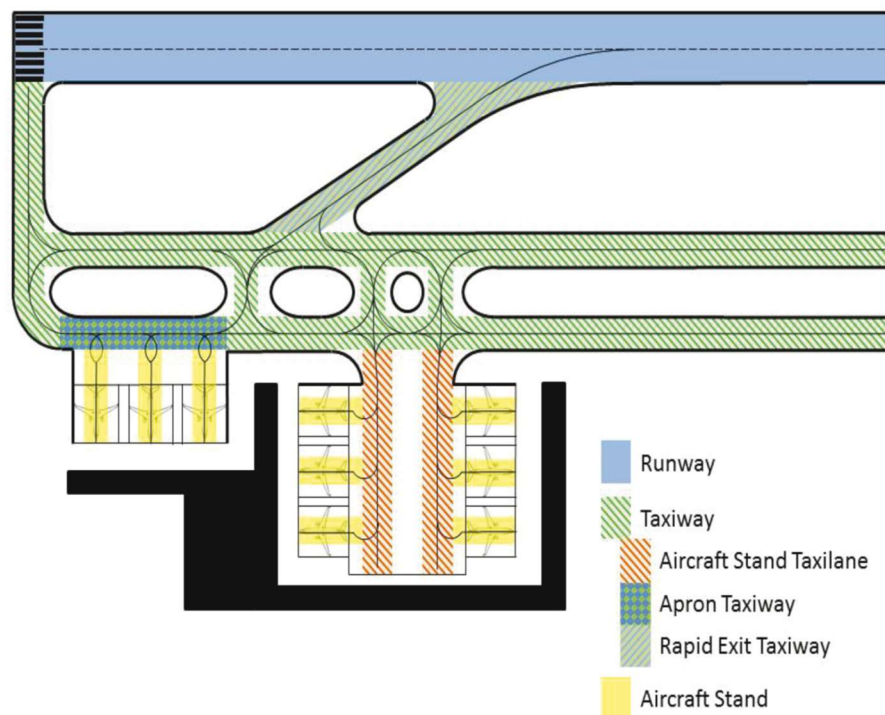 Runway
Taxiway
Aircraft Stand Taxilane
Apron Taxiway
Rapid Exit Taxiway
Aircraft Stand